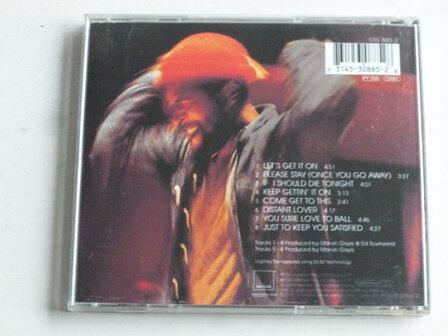 530 885-2
7 31453 08852 8
1 LET'S GET IT ON 4:51
2 PLEASE STAY (ONCE YOU GO AWAY) 3:27
3 IF I SHOULD DIE TONIGHT 4:01
4 KEEP GETTIN' IT ON 3:13
5 COME GET TO THIS 2:41
6 DISTANT LOVER 4:17
7 YOU SURE LOVE TO BALL 4:46
8 JUST TO KEEP YOU SATISFIED 4:27
Tracks 1 - 4 Produced by Marvin Gaye & Ed Townsend
Tracks 5 - 8 Produced by Marvin Gaye
Digitally Remastered using 20-BIT Technology
MOTOWN